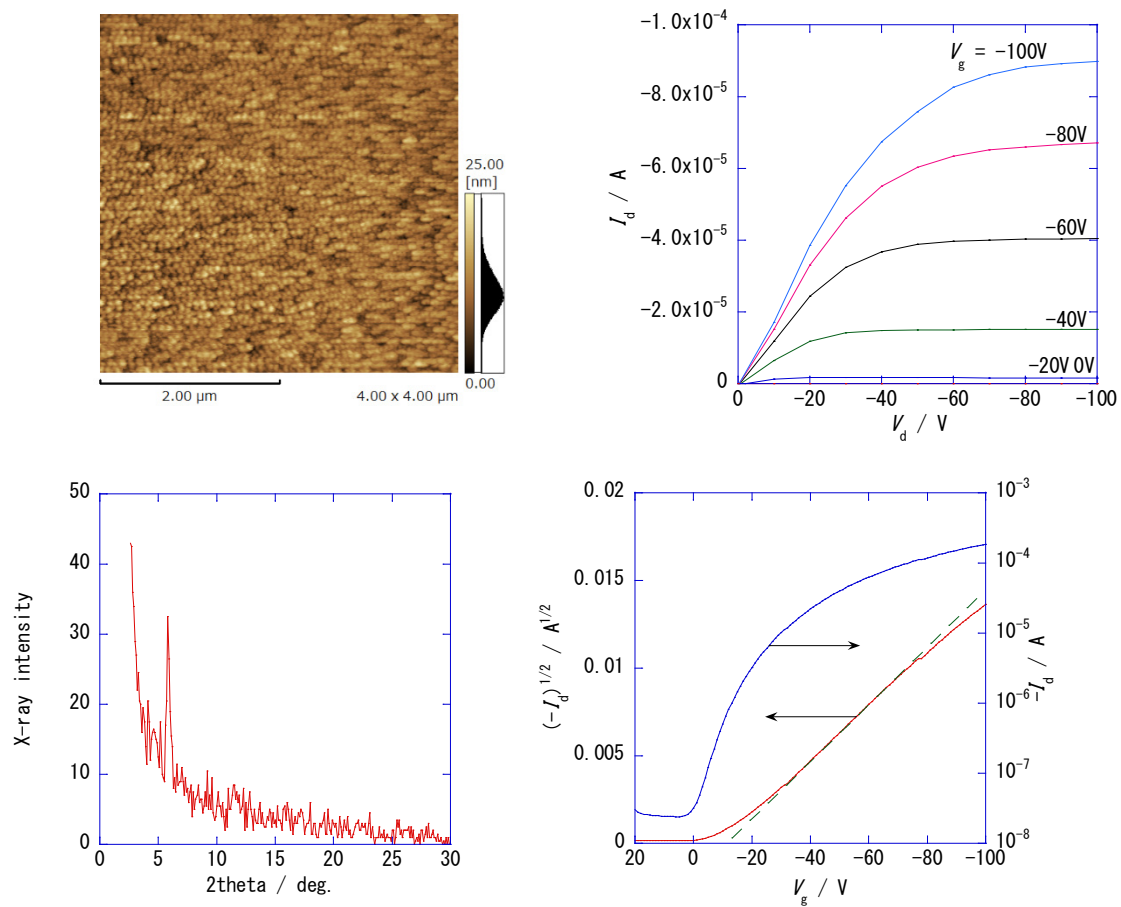 25.00
[nm]
0.00
2.00 µm
4.00 x 4.00 µm
-1.0x10⁻⁴
-8.0x10⁻⁵
-6.0x10⁻⁵
-4.0x10⁻⁵
-2.0x10⁻⁵
0
I_d / A
V_g = -100V
-80V
-60V
-40V
-20V 0V
0 -20 -40 -60 -80 -100
V_d / V
50
40
30
20
10
0
X-ray intensity
0 5 10 15 20 25 30
2theta / deg.
0.02
0.015
0.01
0.005
0
(-I_d)^1/2 / A^1/2
10⁻³
10⁻⁴
10⁻⁵
10⁻⁶
10⁻⁷
10⁻⁸
-I_d / A
20 0 -20 -40 -60 -80 -100
V_g / V